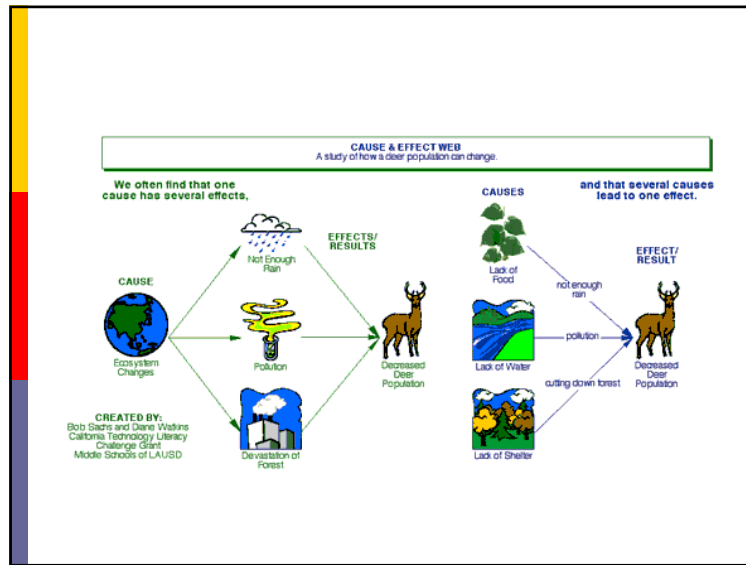 CAUSE & EFFECT WEB
A study of how a deer population can change.
We often find that one
cause has several effects,
CAUSE
Ecosystem
Changes
Not Enough
Rain
Pollution
Devastation of
Forest
EFFECTS/
RESULTS
Decreased
Deer
Population
CREATED BY:
Bob Sachs and Diane Watkins
California Technology Literacy
Challenge Grant
Middle Schools of LAUSD
and that several causes
lead to one effect.
CAUSES
Lack of
Food
Lack of Water
Lack of Shelter
not enough
rain
pollution
cutting down forest
EFFECT/
RESULT
Decreased
Deer
Population